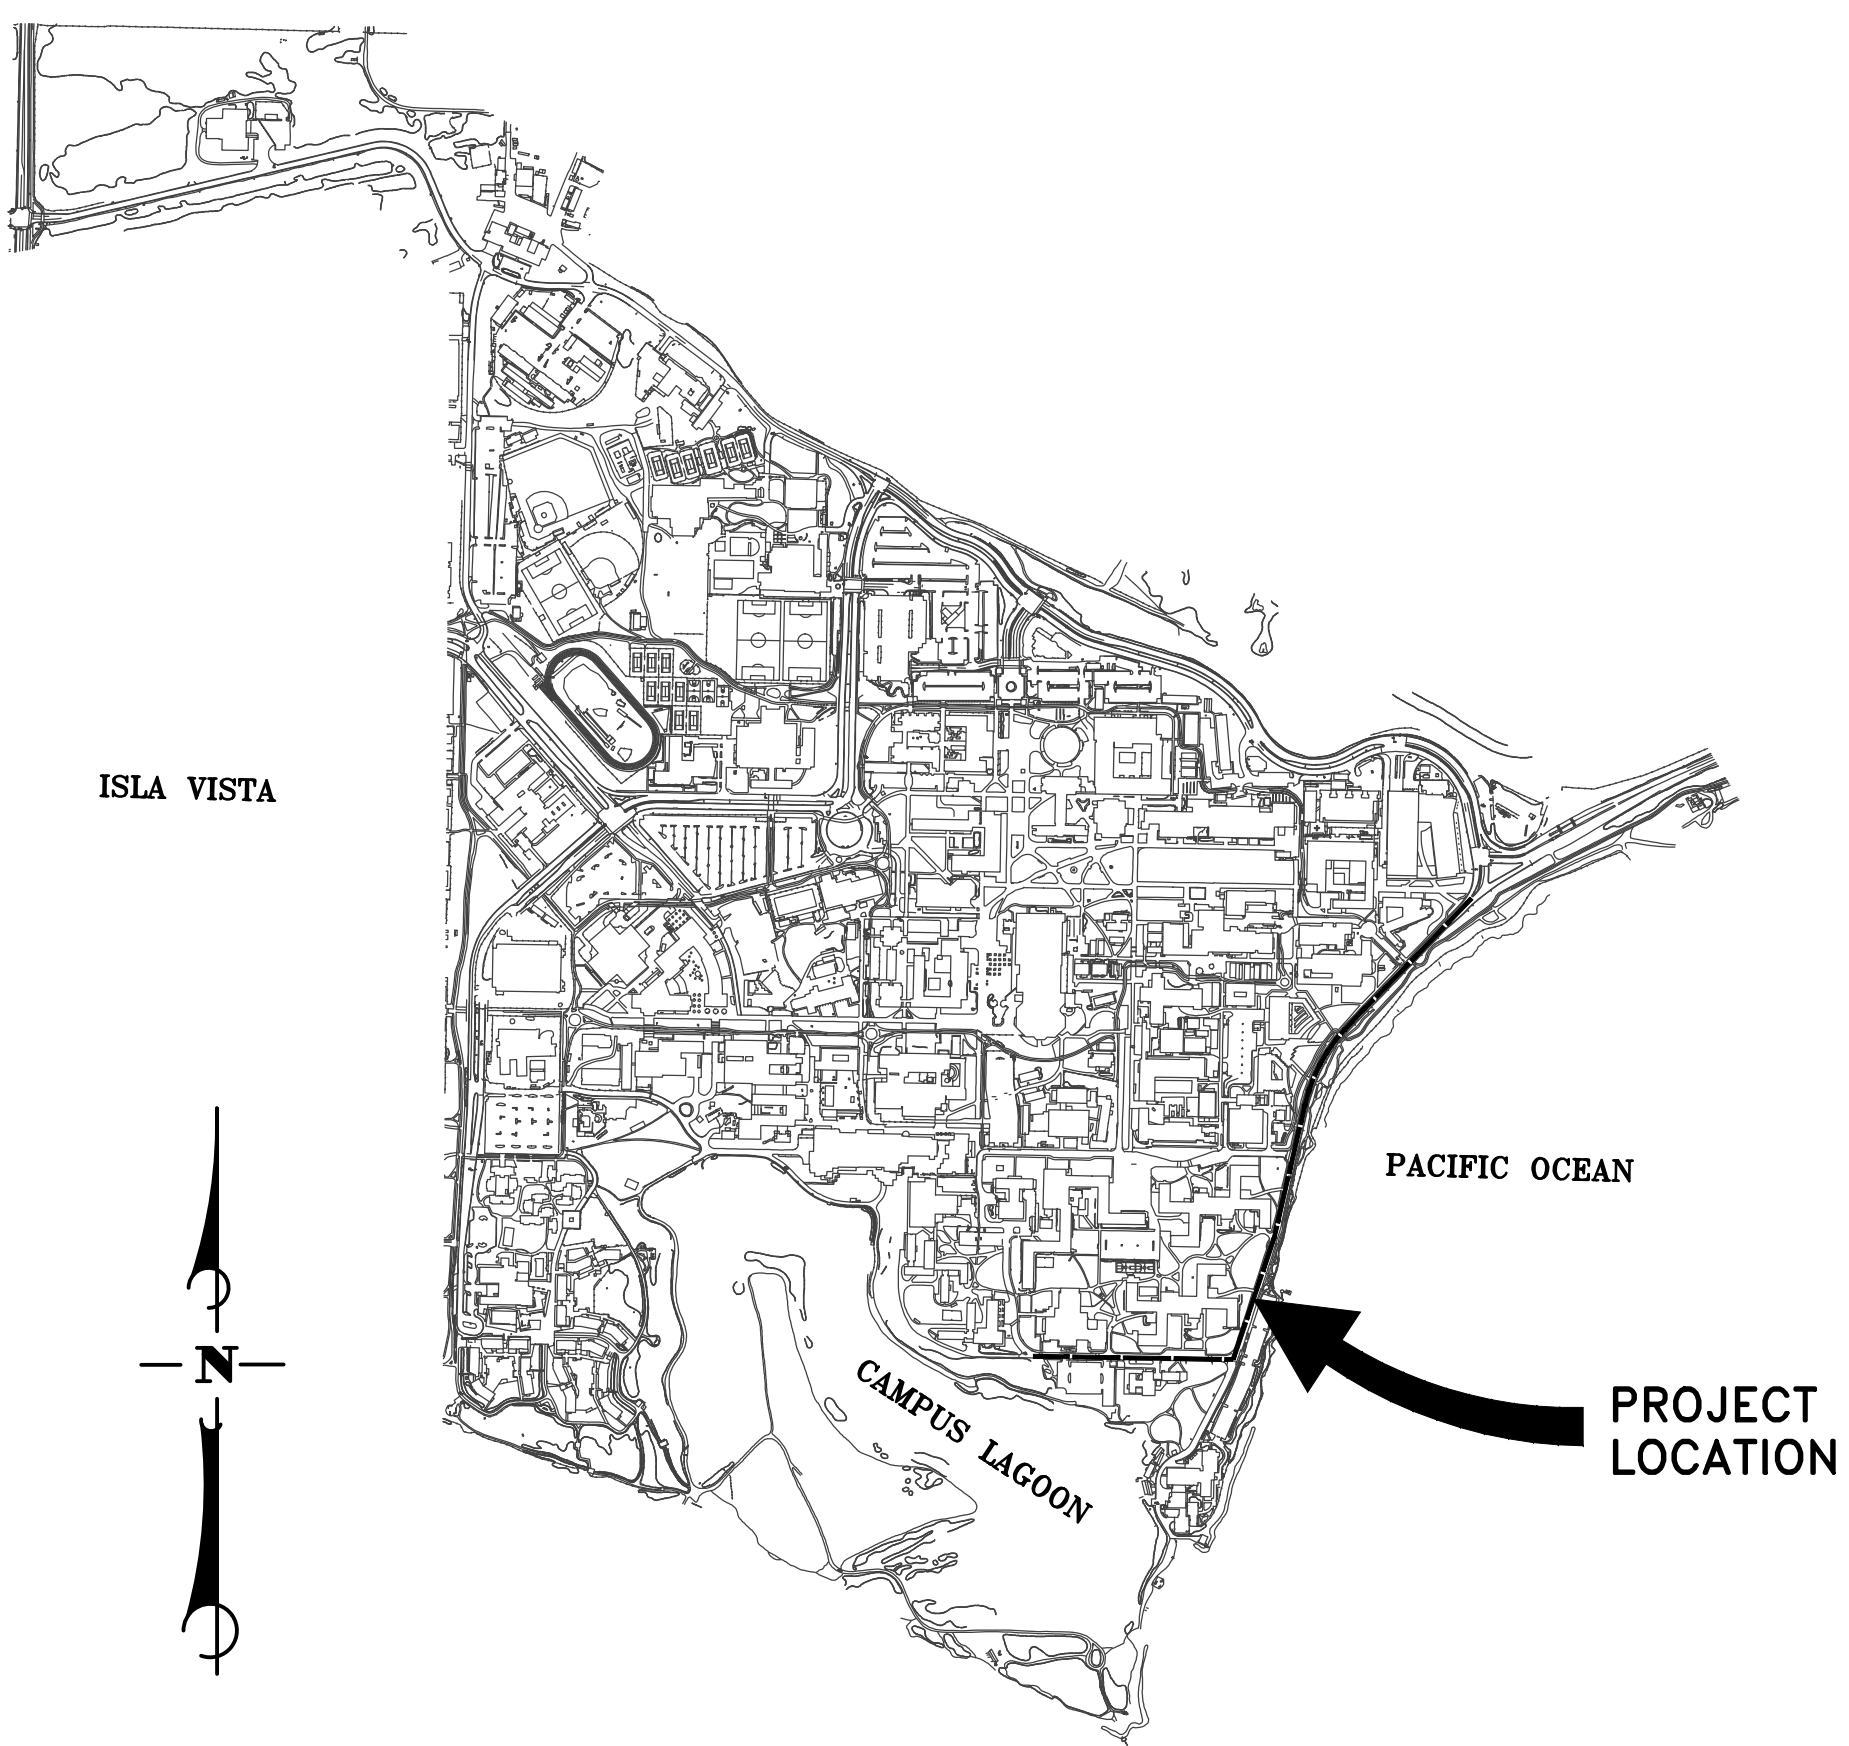 ISLA VISTA
PACIFIC OCEAN
N
CAMPUS LAGOON
PROJECT
LOCATION